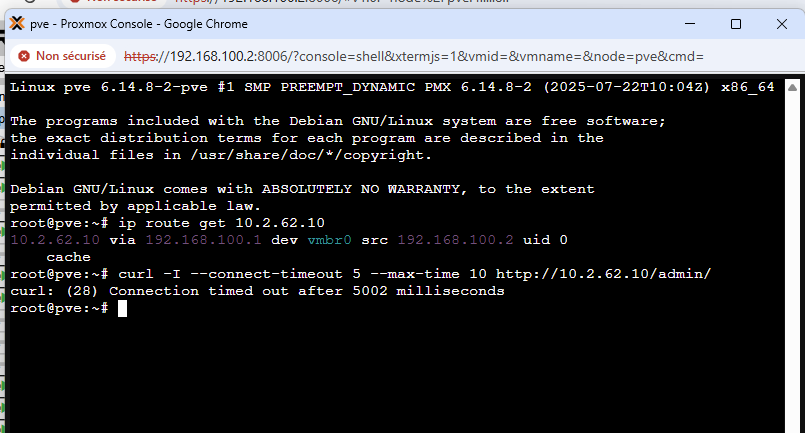 pve - Proxmox Console - Google Chrome
Non sécurisé https://192.168.100.2:8006/?console=shell&xtermjs=1&vmid=&vmname=&node=pve&cmd=
Linux pve 6.14.8-2-pve #1 SMP PREEMPT_DYNAMIC PMX 6.14.8-2 (2025-07-22T10:04Z) x86_64
The programs included with the Debian GNU/Linux system are free software;
the exact distribution terms for each program are described in the
individual files in /usr/share/doc/*/copyright.
Debian GNU/Linux comes with ABSOLUTELY NO WARRANTY, to the extent
permitted by applicable law.
root@pve:~# ip route get 10.2.62.10
10.2.62.10 via 192.168.100.1 dev vmbr0 src 192.168.100.2 uid 0
    cache
root@pve:~# curl -I --connect-timeout 5 --max-time 10 http://10.2.62.10/admin/
curl: (28) Connection timed out after 5002 milliseconds
root@pve:~#